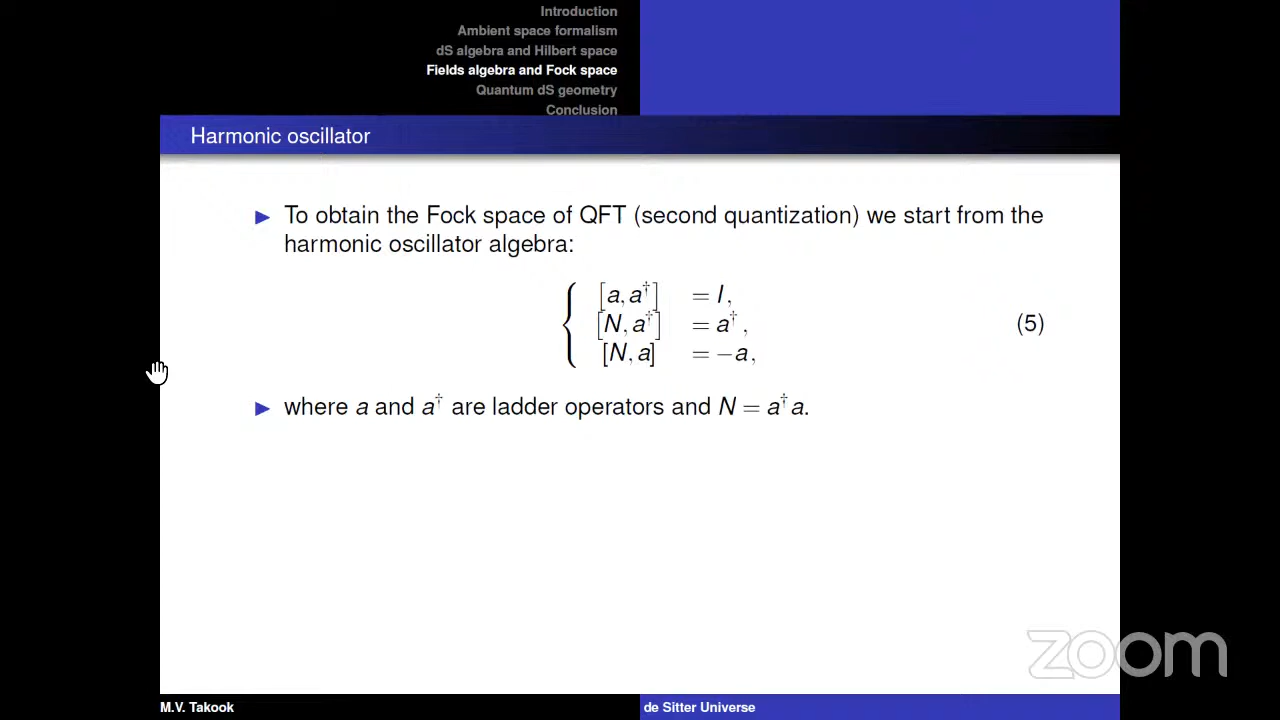 Introduction
Ambient space formalism
dS algebra and Hilbert space
Fields algebra and Fock space
Quantum dS geometry
Conclusion
Harmonic oscillator
▶ To obtain the Fock space of QFT (second quantization) we start from the
harmonic oscillator algebra:
[a, a†] = I,
[N, a†] = a†,
[N, a] = −a,
(5)
▶ where a and a† are ladder operators and N = a†a.
zoom
M.V. Takook
de Sitter Universe